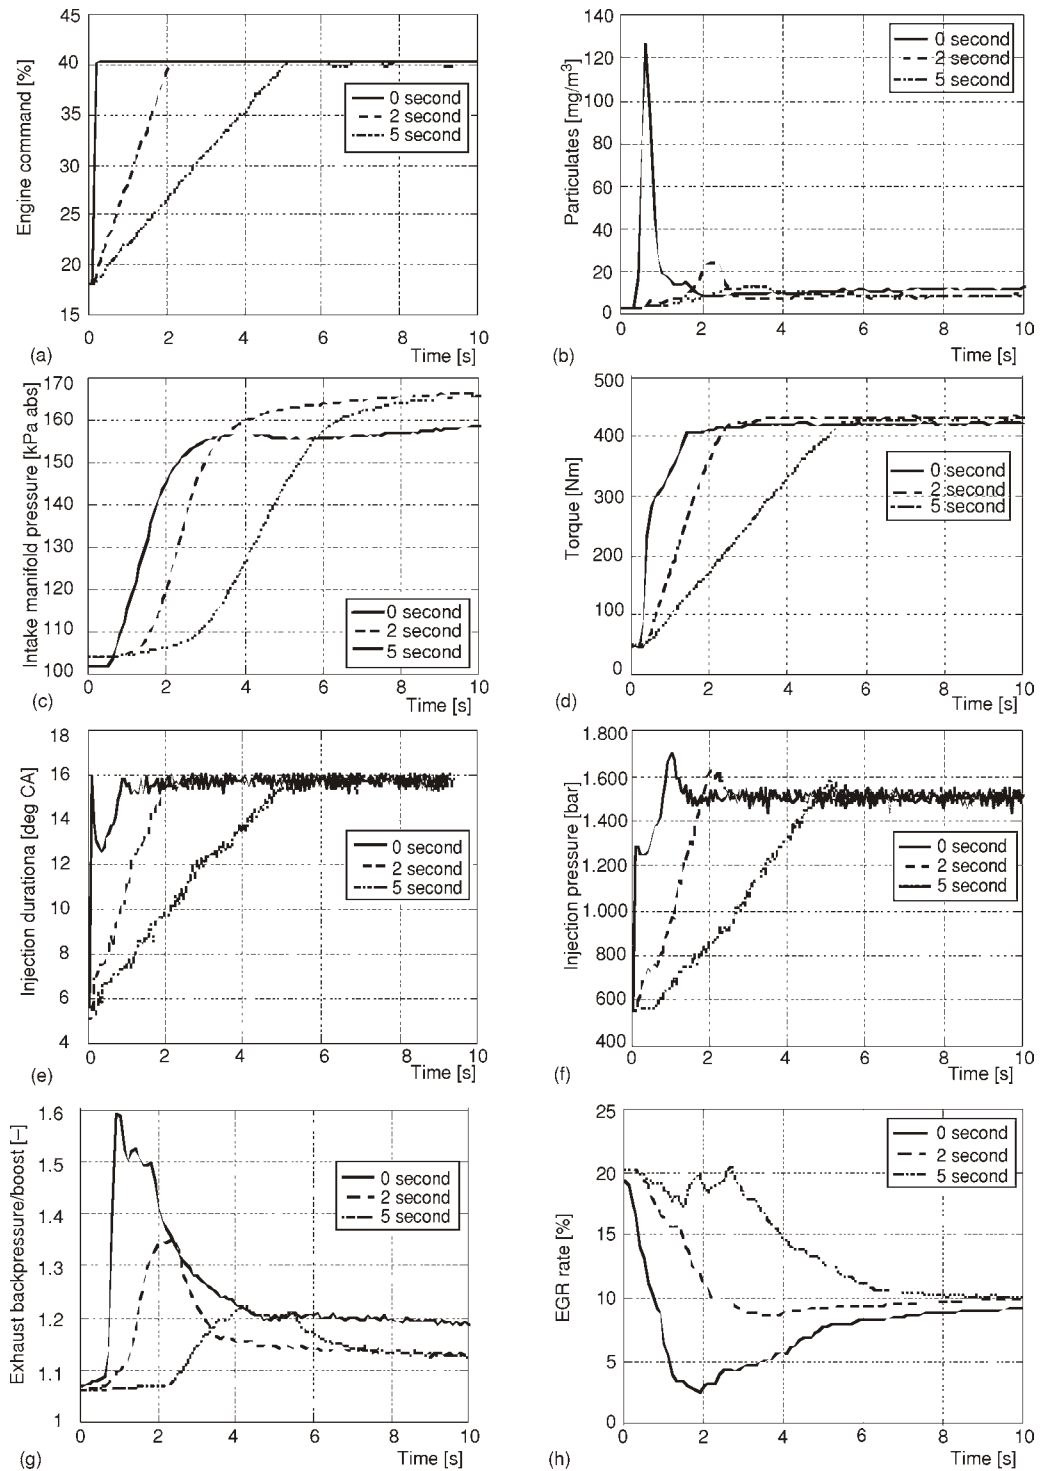 45
40
35
30
25
20
15
0 2 4 6 8 10
Engine command [%]
Time [s]
0 second
2 second
5 second
(a)
140
120
100
80
60
40
20
0
0 2 4 6 8 10
Particulates [mg/m³]
Time [s]
0 second
2 second
5 second
(b)
170
160
150
140
130
120
110
100
0 2 4 6 8 10
Intake manifold pressure [kPa abs]
Time [s]
0 second
2 second
5 second
(c)
500
400
300
200
100
0
0 2 4 6 8 10
Torque [Nm]
Time [s]
0 second
2 second
5 second
(d)
18
16
14
12
10
8
6
4
0 2 4 6 8 10
Injection durationa [deg CA]
Time [s]
0 second
2 second
5 second
(e)
1.800
1.600
1.400
1.200
1.000
800
600
400
0 2 4 6 8 10
Injection pressure [bar]
Time [s]
0 second
2 second
5 second
(f)
1.6
1.5
1.4
1.3
1.2
1.1
1
0 2 4 6 8 10
Exhaust backpressure/boost [–]
Time [s]
0 second
2 second
5 second
(g)
25
20
15
10
5
0
0 2 4 6 8 10
EGR rate [%]
Time [s]
0 second
2 second
5 second
(h)